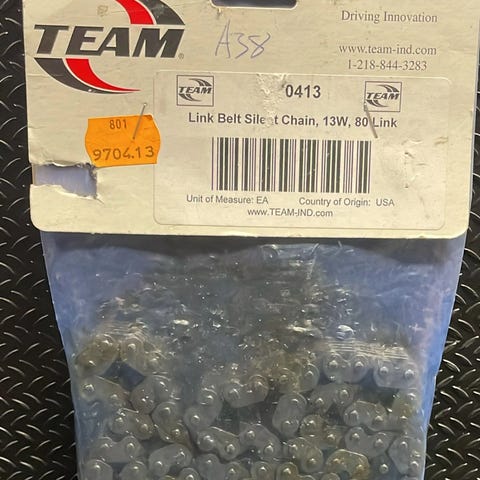 TEAM
Driving Innovation
www.team-ind.com
1-218-844-3283
A38
TEAM 0413 TEAM
Link Belt Silent Chain, 13W, 80 Link
801
9704.13
Unit of Measure: EA Country of Origin: USA
www.TEAM-IND.com